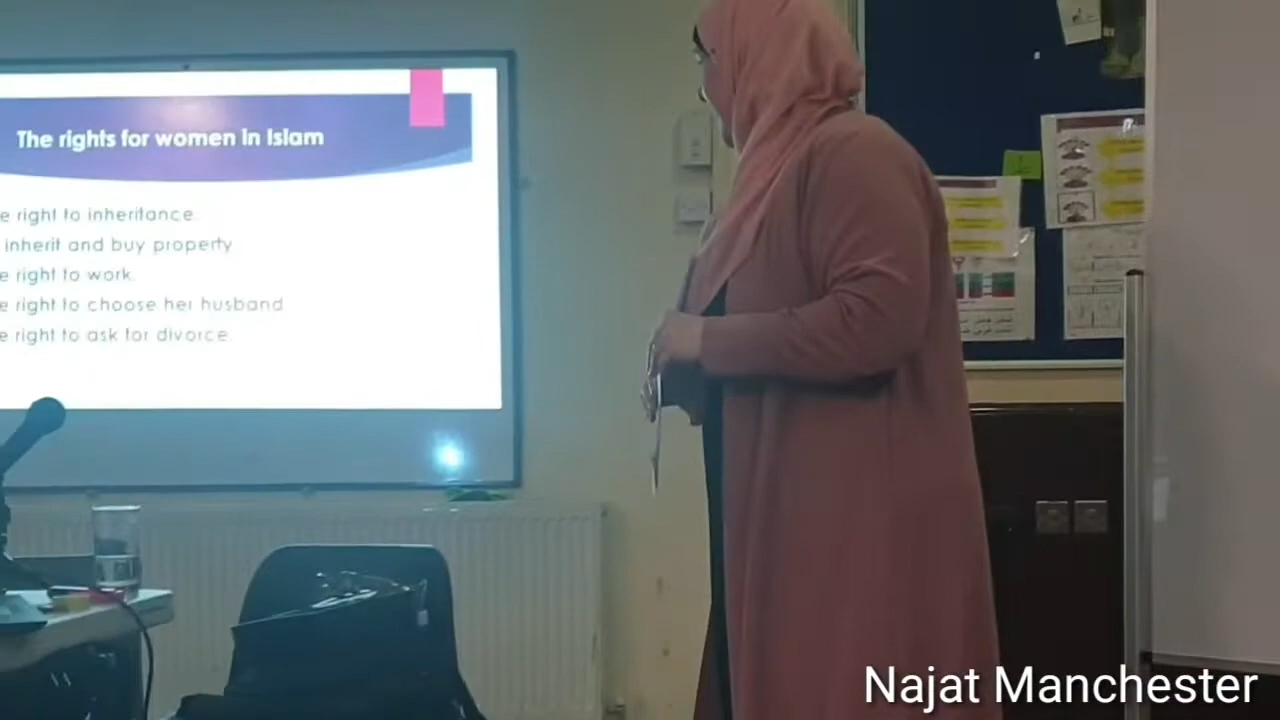 The rights for women in Islam
e right to inheritance.
inherit and buy property
e right to work.
e right to choose her husband
e right to ask for divorce.
Najat Manchester